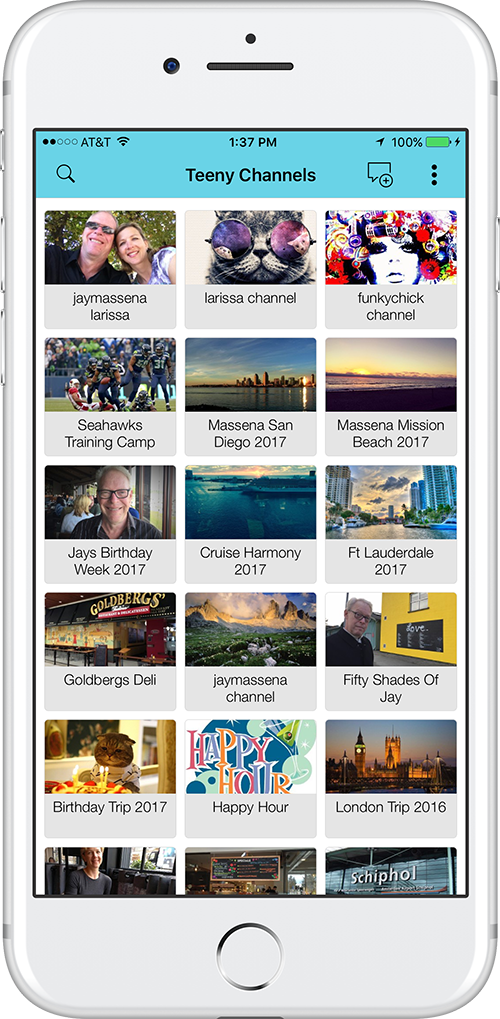 AT&T
1:37 PM
100%
Teeny Channels
jaymassena
larissa
larissa channel
funkychick
channel
Seahawks
Training Camp
Massena San
Diego 2017
Massena Mission
Beach 2017
Jays Birthday
Week 2017
Cruise Harmony
2017
Ft Lauderdale
2017
GOLDBERGS'
Goldbergs Deli
jaymassena
channel
love.
Fifty Shades Of
Jay
Birthday Trip 2017
HAPPY
HOUR
Happy Hour
London Trip 2016
Schiphol